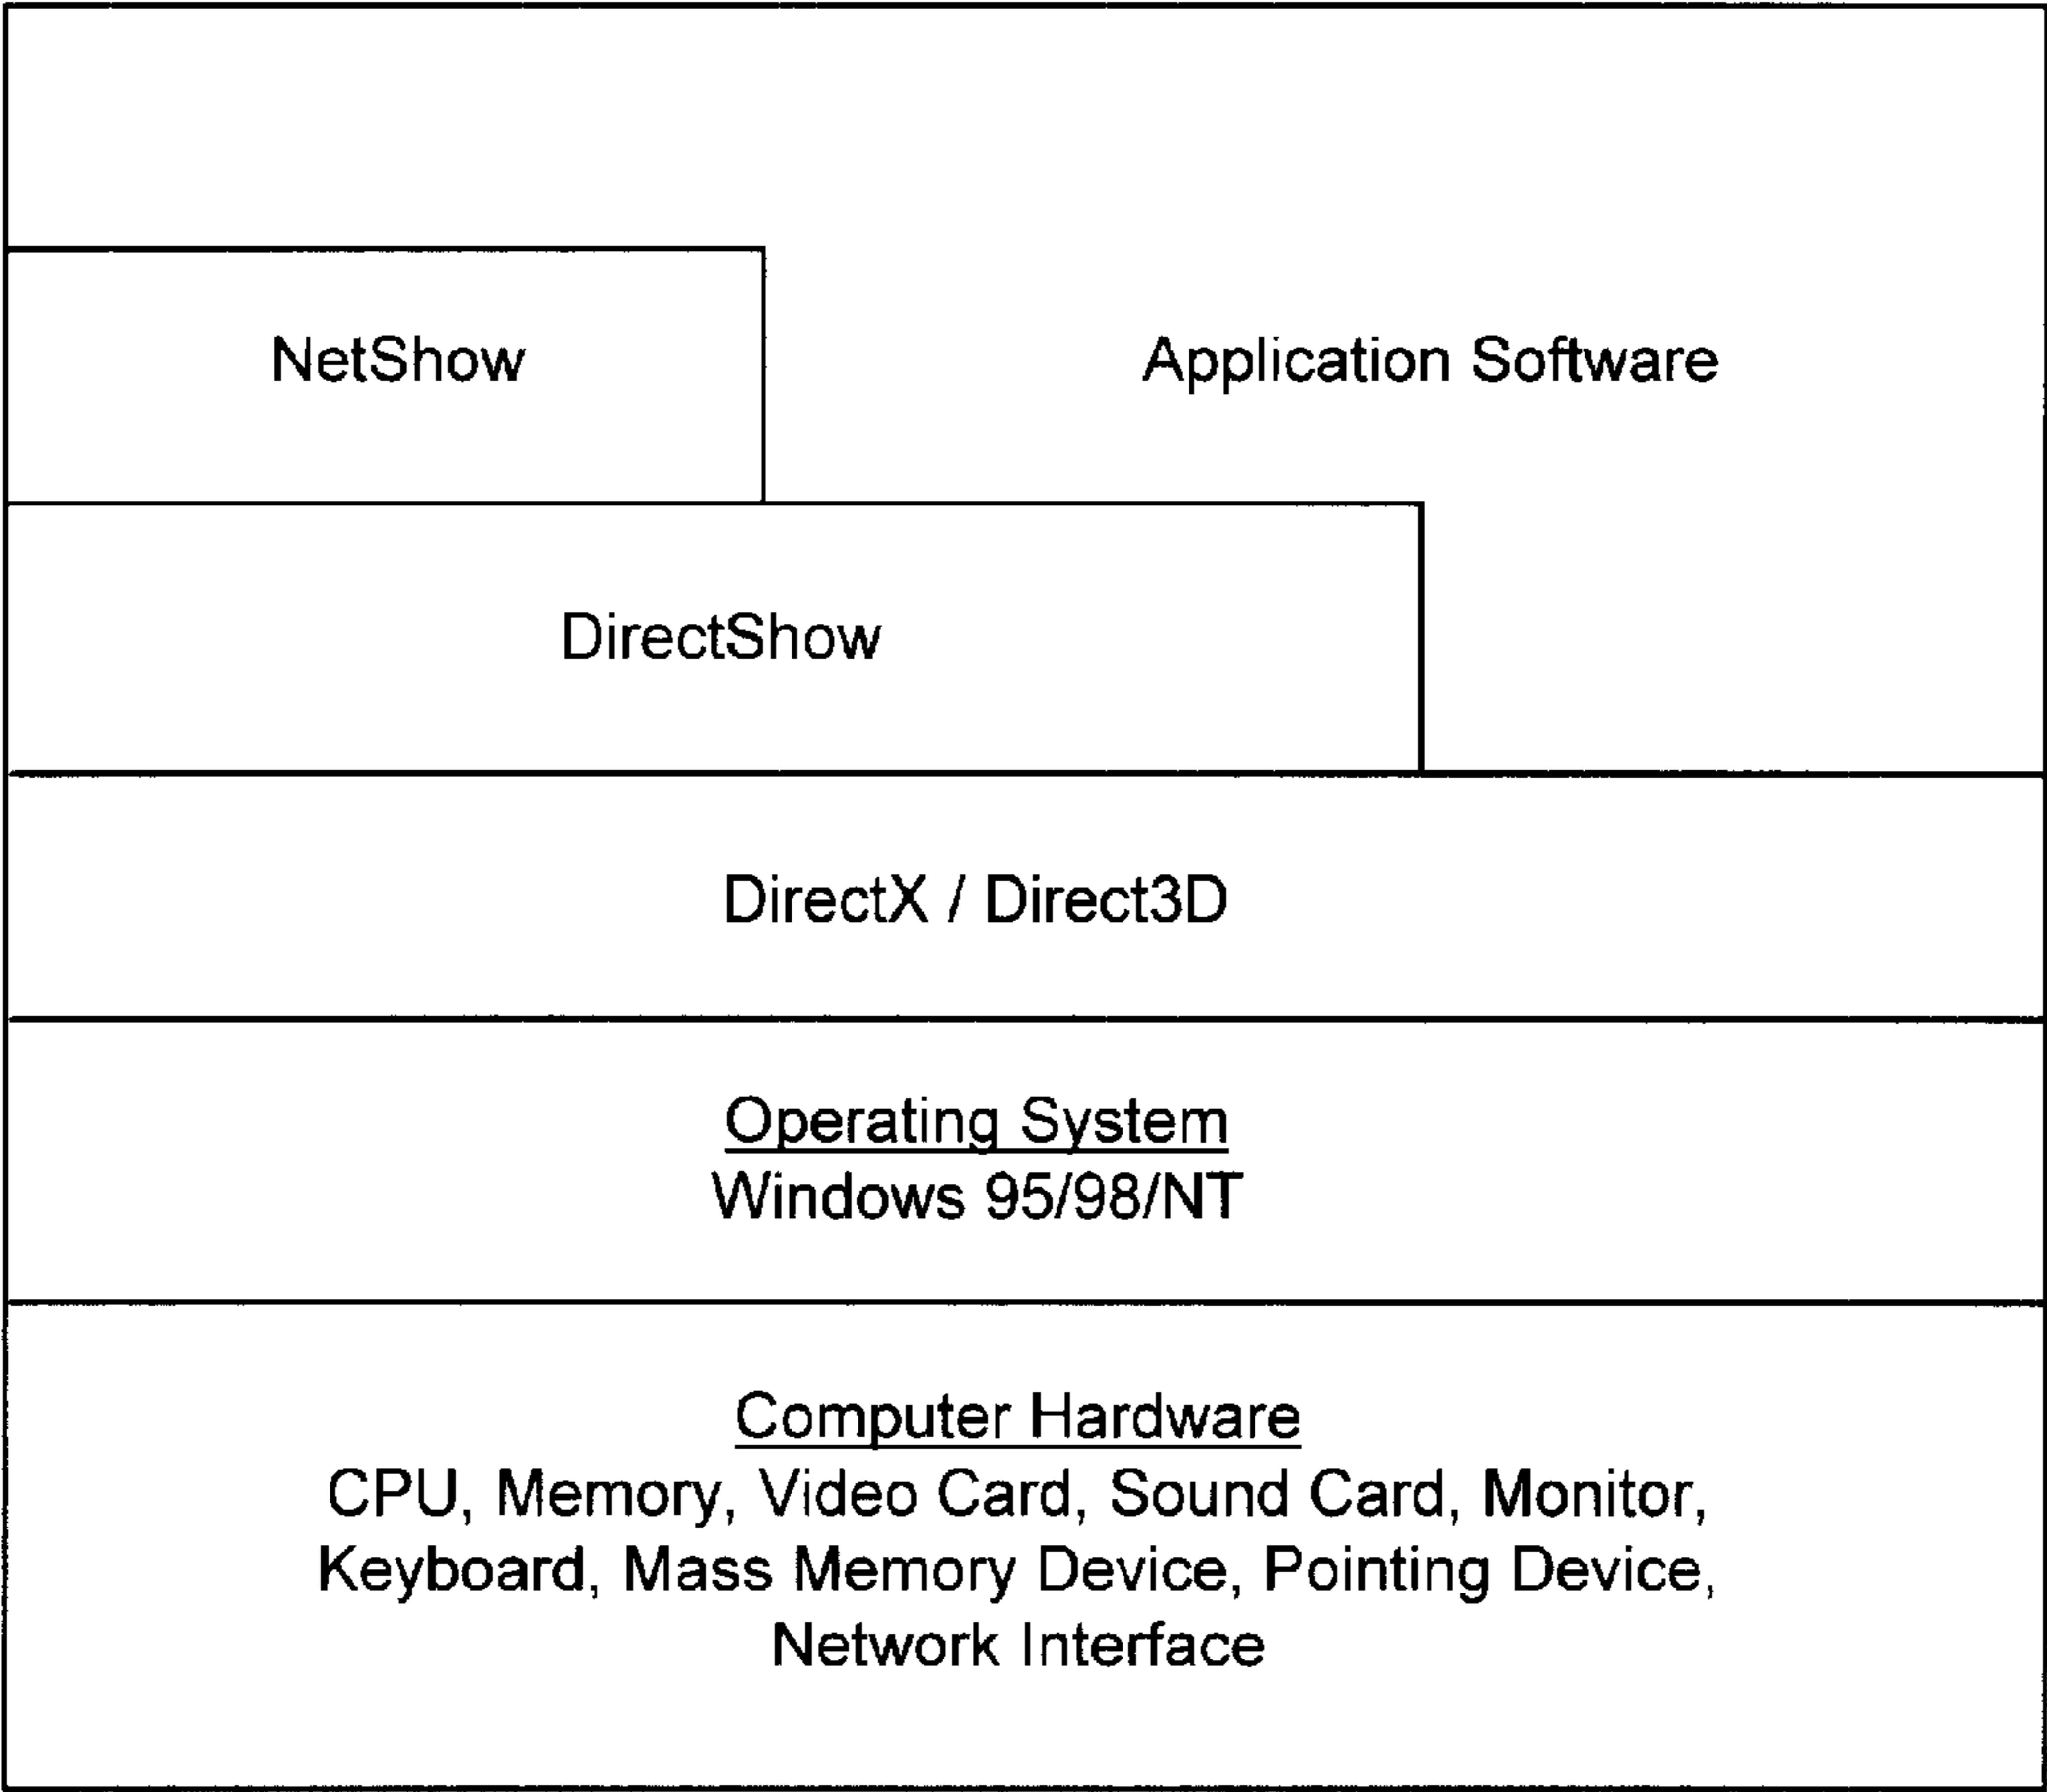 NetShow
Application Software
DirectShow
DirectX / Direct3D
Operating System
Windows 95/98/NT
Computer Hardware
CPU, Memory, Video Card, Sound Card, Monitor,
Keyboard, Mass Memory Device, Pointing Device,
Network Interface